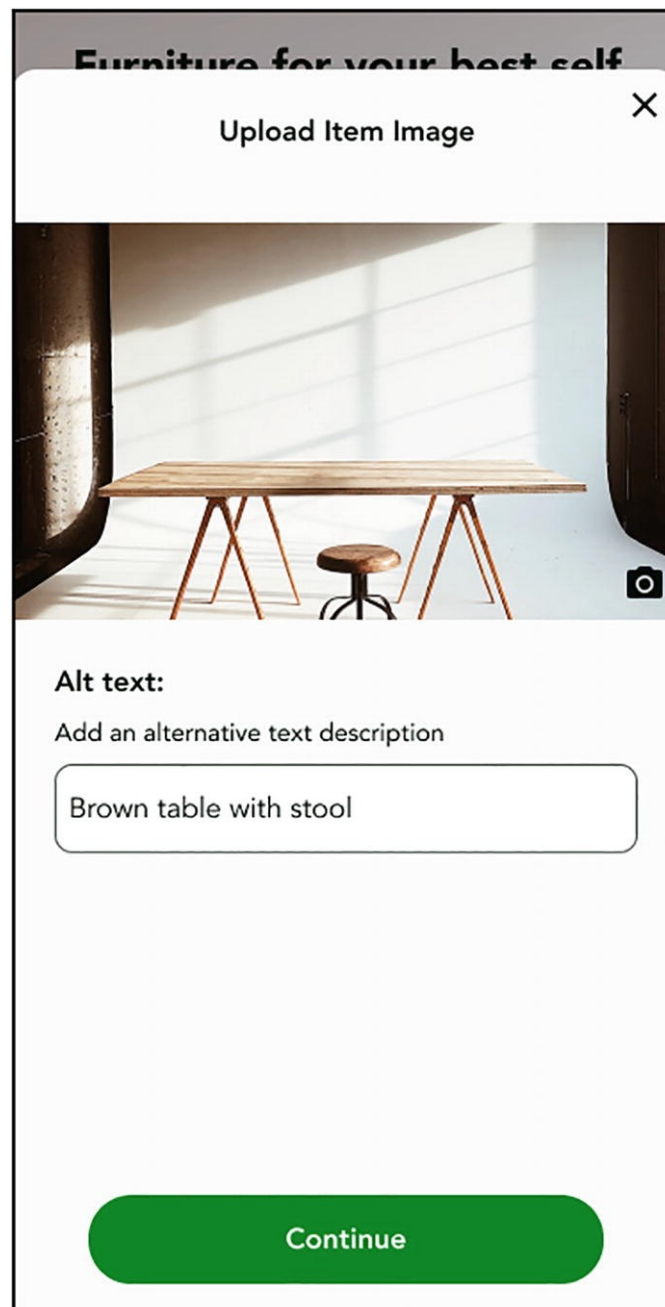 Furniture for your best self
Upload Item Image
Alt text:
Add an alternative text description
Brown table with stool
Continue